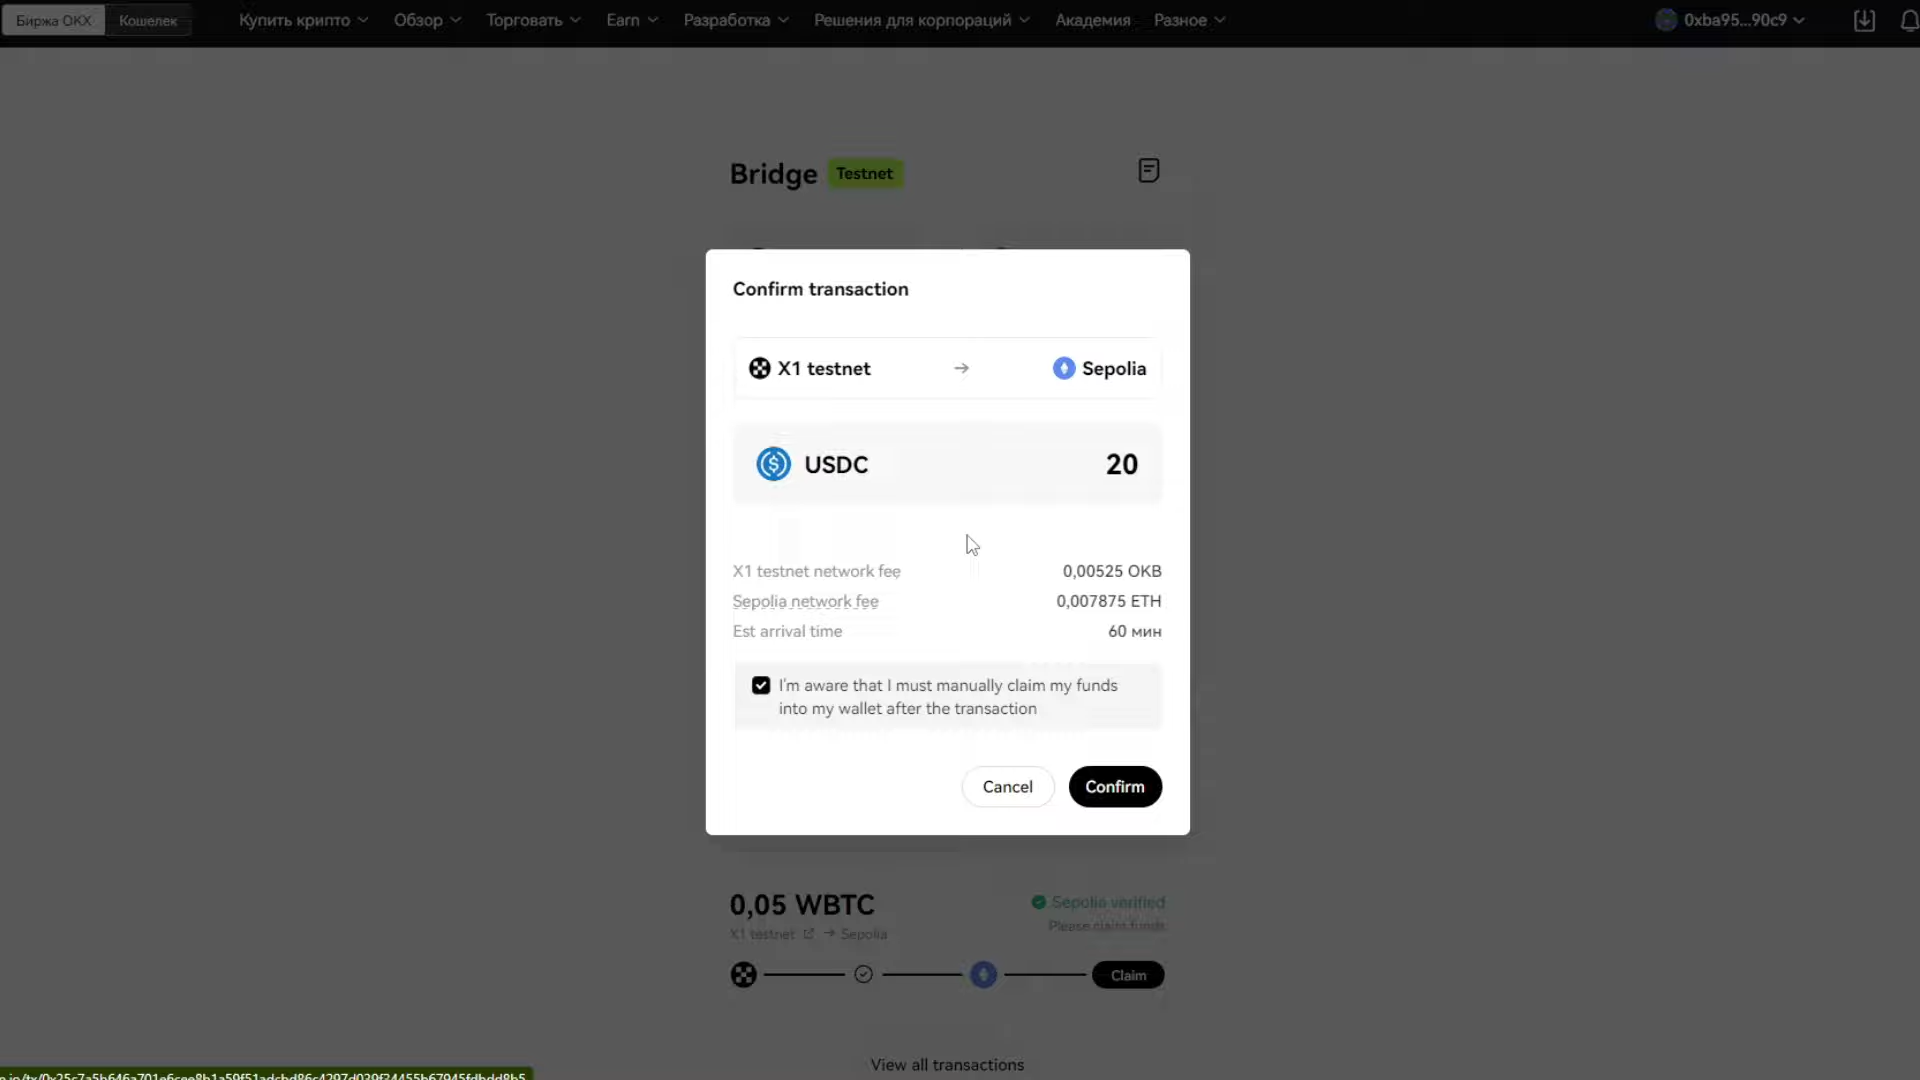 Биржа OKX Кошелек Купить крипто Обзор Торговать Earn Разработка Решения для корпораций Академия Разное 0xba95...90c9
Bridge Testnet
Confirm transaction
X1 testnet → Sepolia
USDC 20
X1 testnet network fee 0,00525 OKB
Sepolia network fee 0,007875 ETH
Est arrival time 60 мин
I'm aware that I must manually claim my funds
into my wallet after the transaction
Cancel Confirm
0,05 WBTC Sepolia verified
X1 testnet → Sepolia Please claim funds
Claim
View all transactions